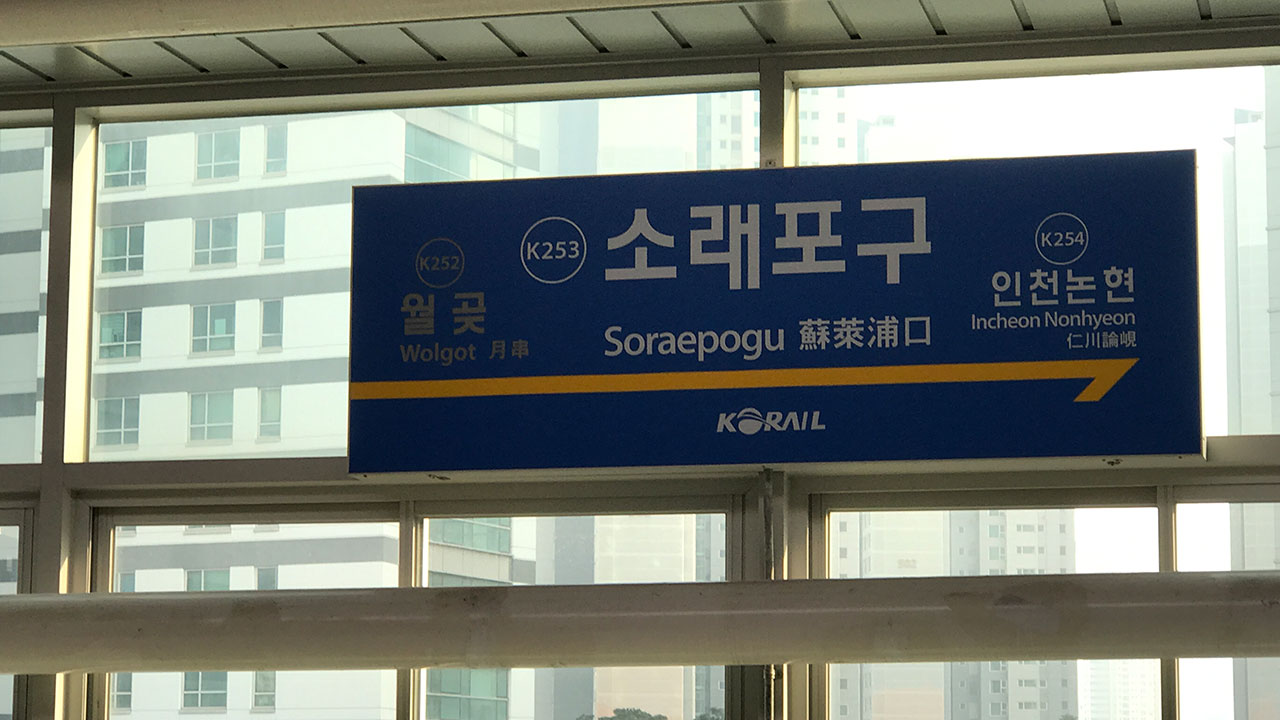 K252
월곶
Wolgot 月串
K253 소래포구
Soraepogu 蘇萊浦口
K254
인천논현
Incheon Nonhyeon
仁川論峴
KORAIL